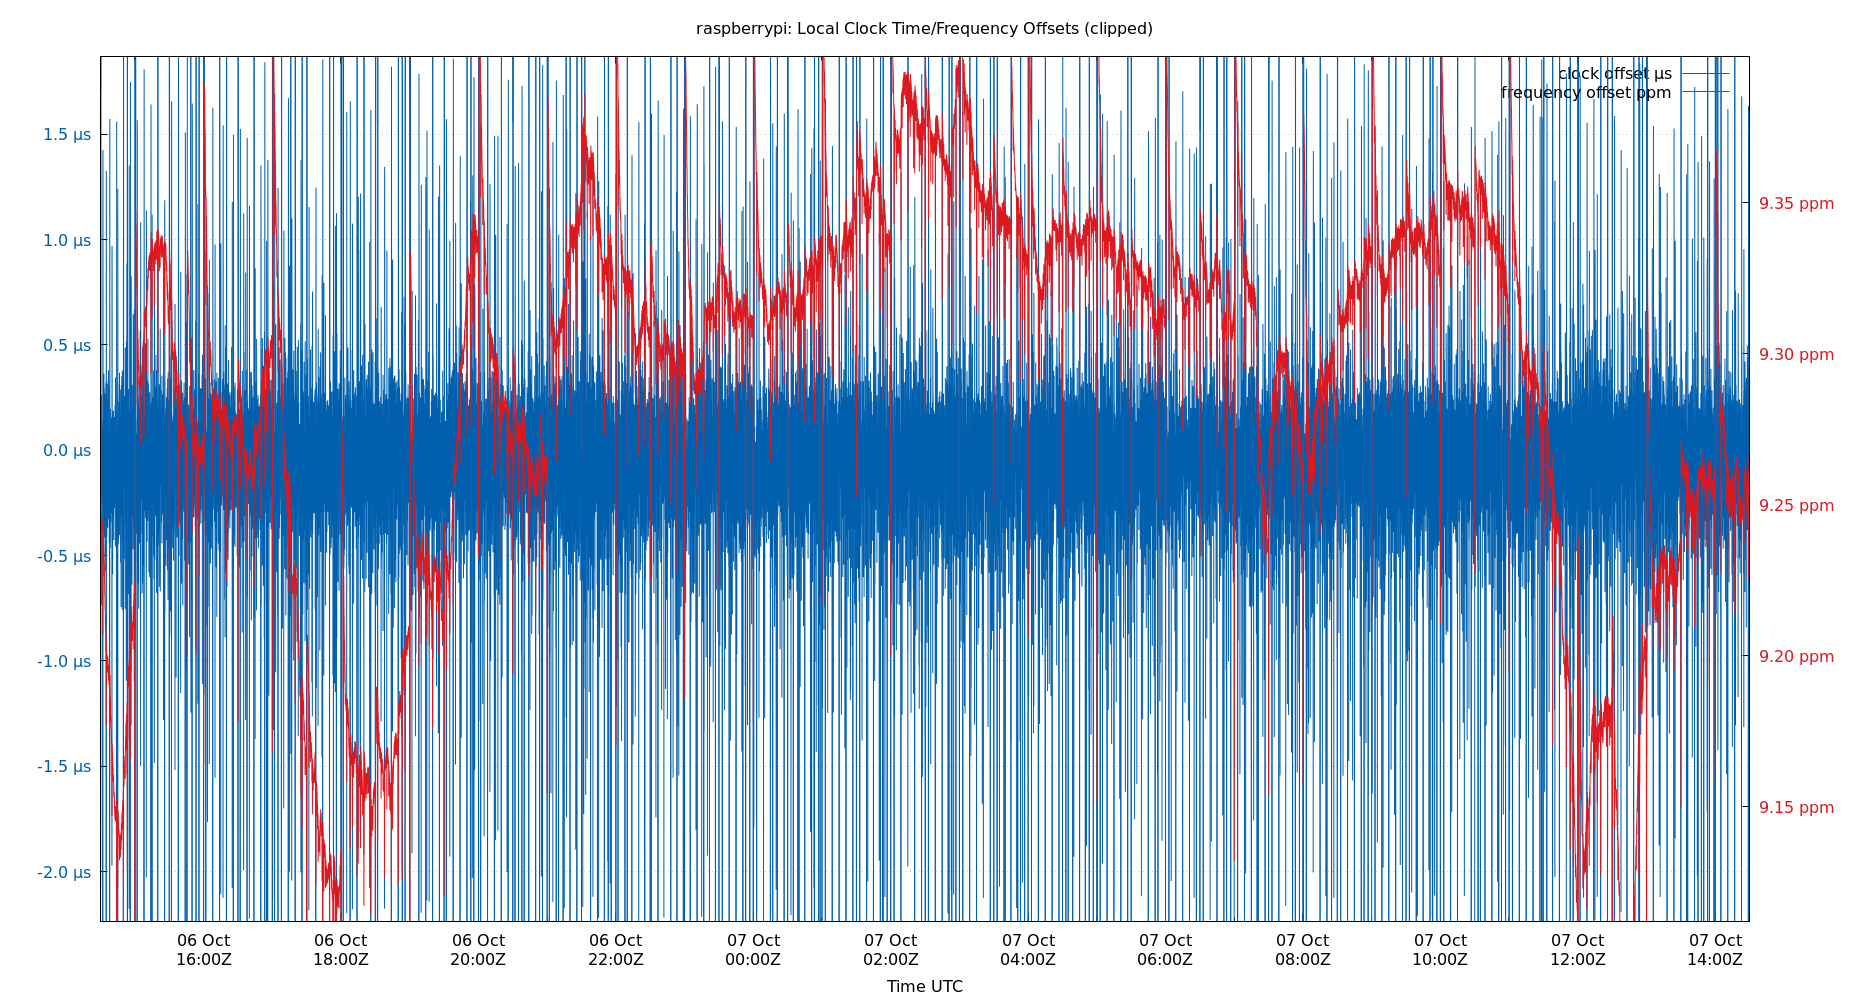 raspberrypi: Local Clock Time/Frequency Offsets (clipped)
clock offset µs
frequency offset ppm
1.5 µs
1.0 µs
0.5 µs
0.0 µs
-0.5 µs
-1.0 µs
-1.5 µs
-2.0 µs
9.35 ppm
9.30 ppm
9.25 ppm
9.20 ppm
9.15 ppm
06 Oct 06 Oct 06 Oct 06 Oct 07 Oct 07 Oct 07 Oct 07 Oct 07 Oct 07 Oct 07 Oct 07 Oct
16:00Z 18:00Z 20:00Z 22:00Z 00:00Z 02:00Z 04:00Z 06:00Z 08:00Z 10:00Z 12:00Z 14:00Z
Time UTC